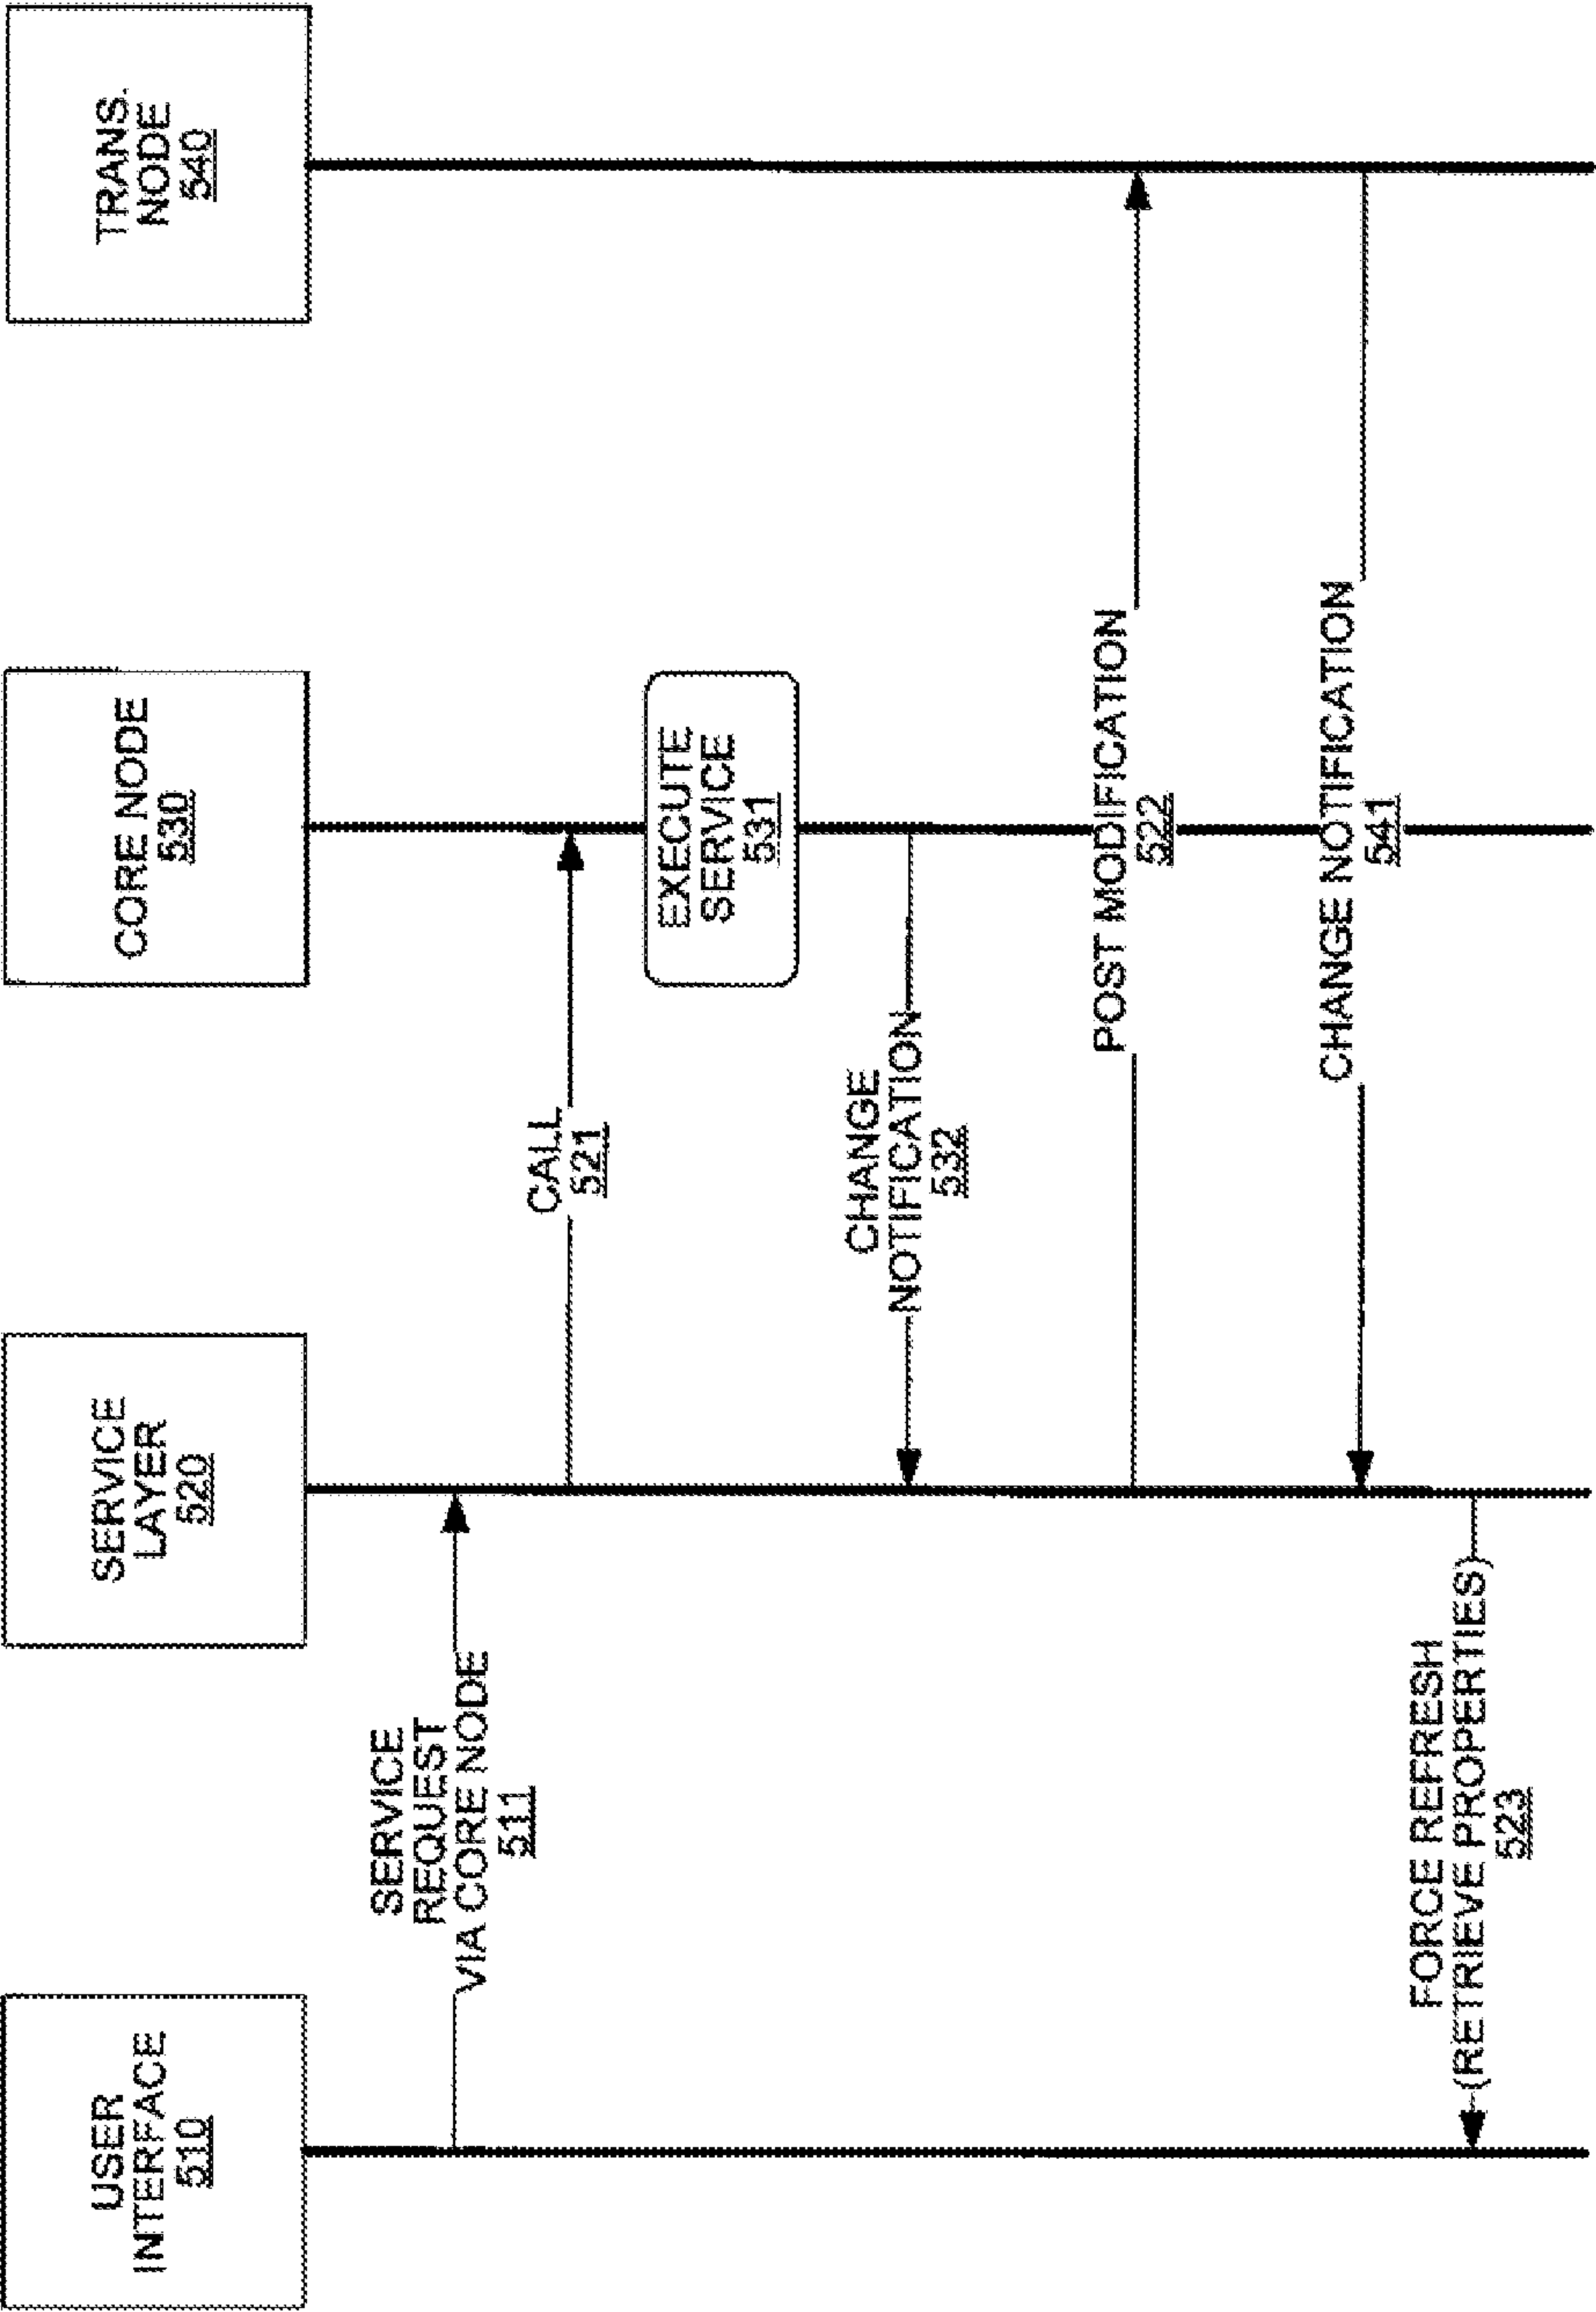 USER
INTERFACE
510
SERVICE
LAYER
520
CORE NODE
530
TRANS.
NODE
540
SERVICE
REQUEST
VIA CORE NODE
511
CALL
521
EXECUTE
SERVICE
531
CHANGE
NOTIFICATION
532
POST MODIFICATION
522
CHANGE NOTIFICATION
541
FORCE REFRESH
(RETRIEVE PROPERTIES)
523